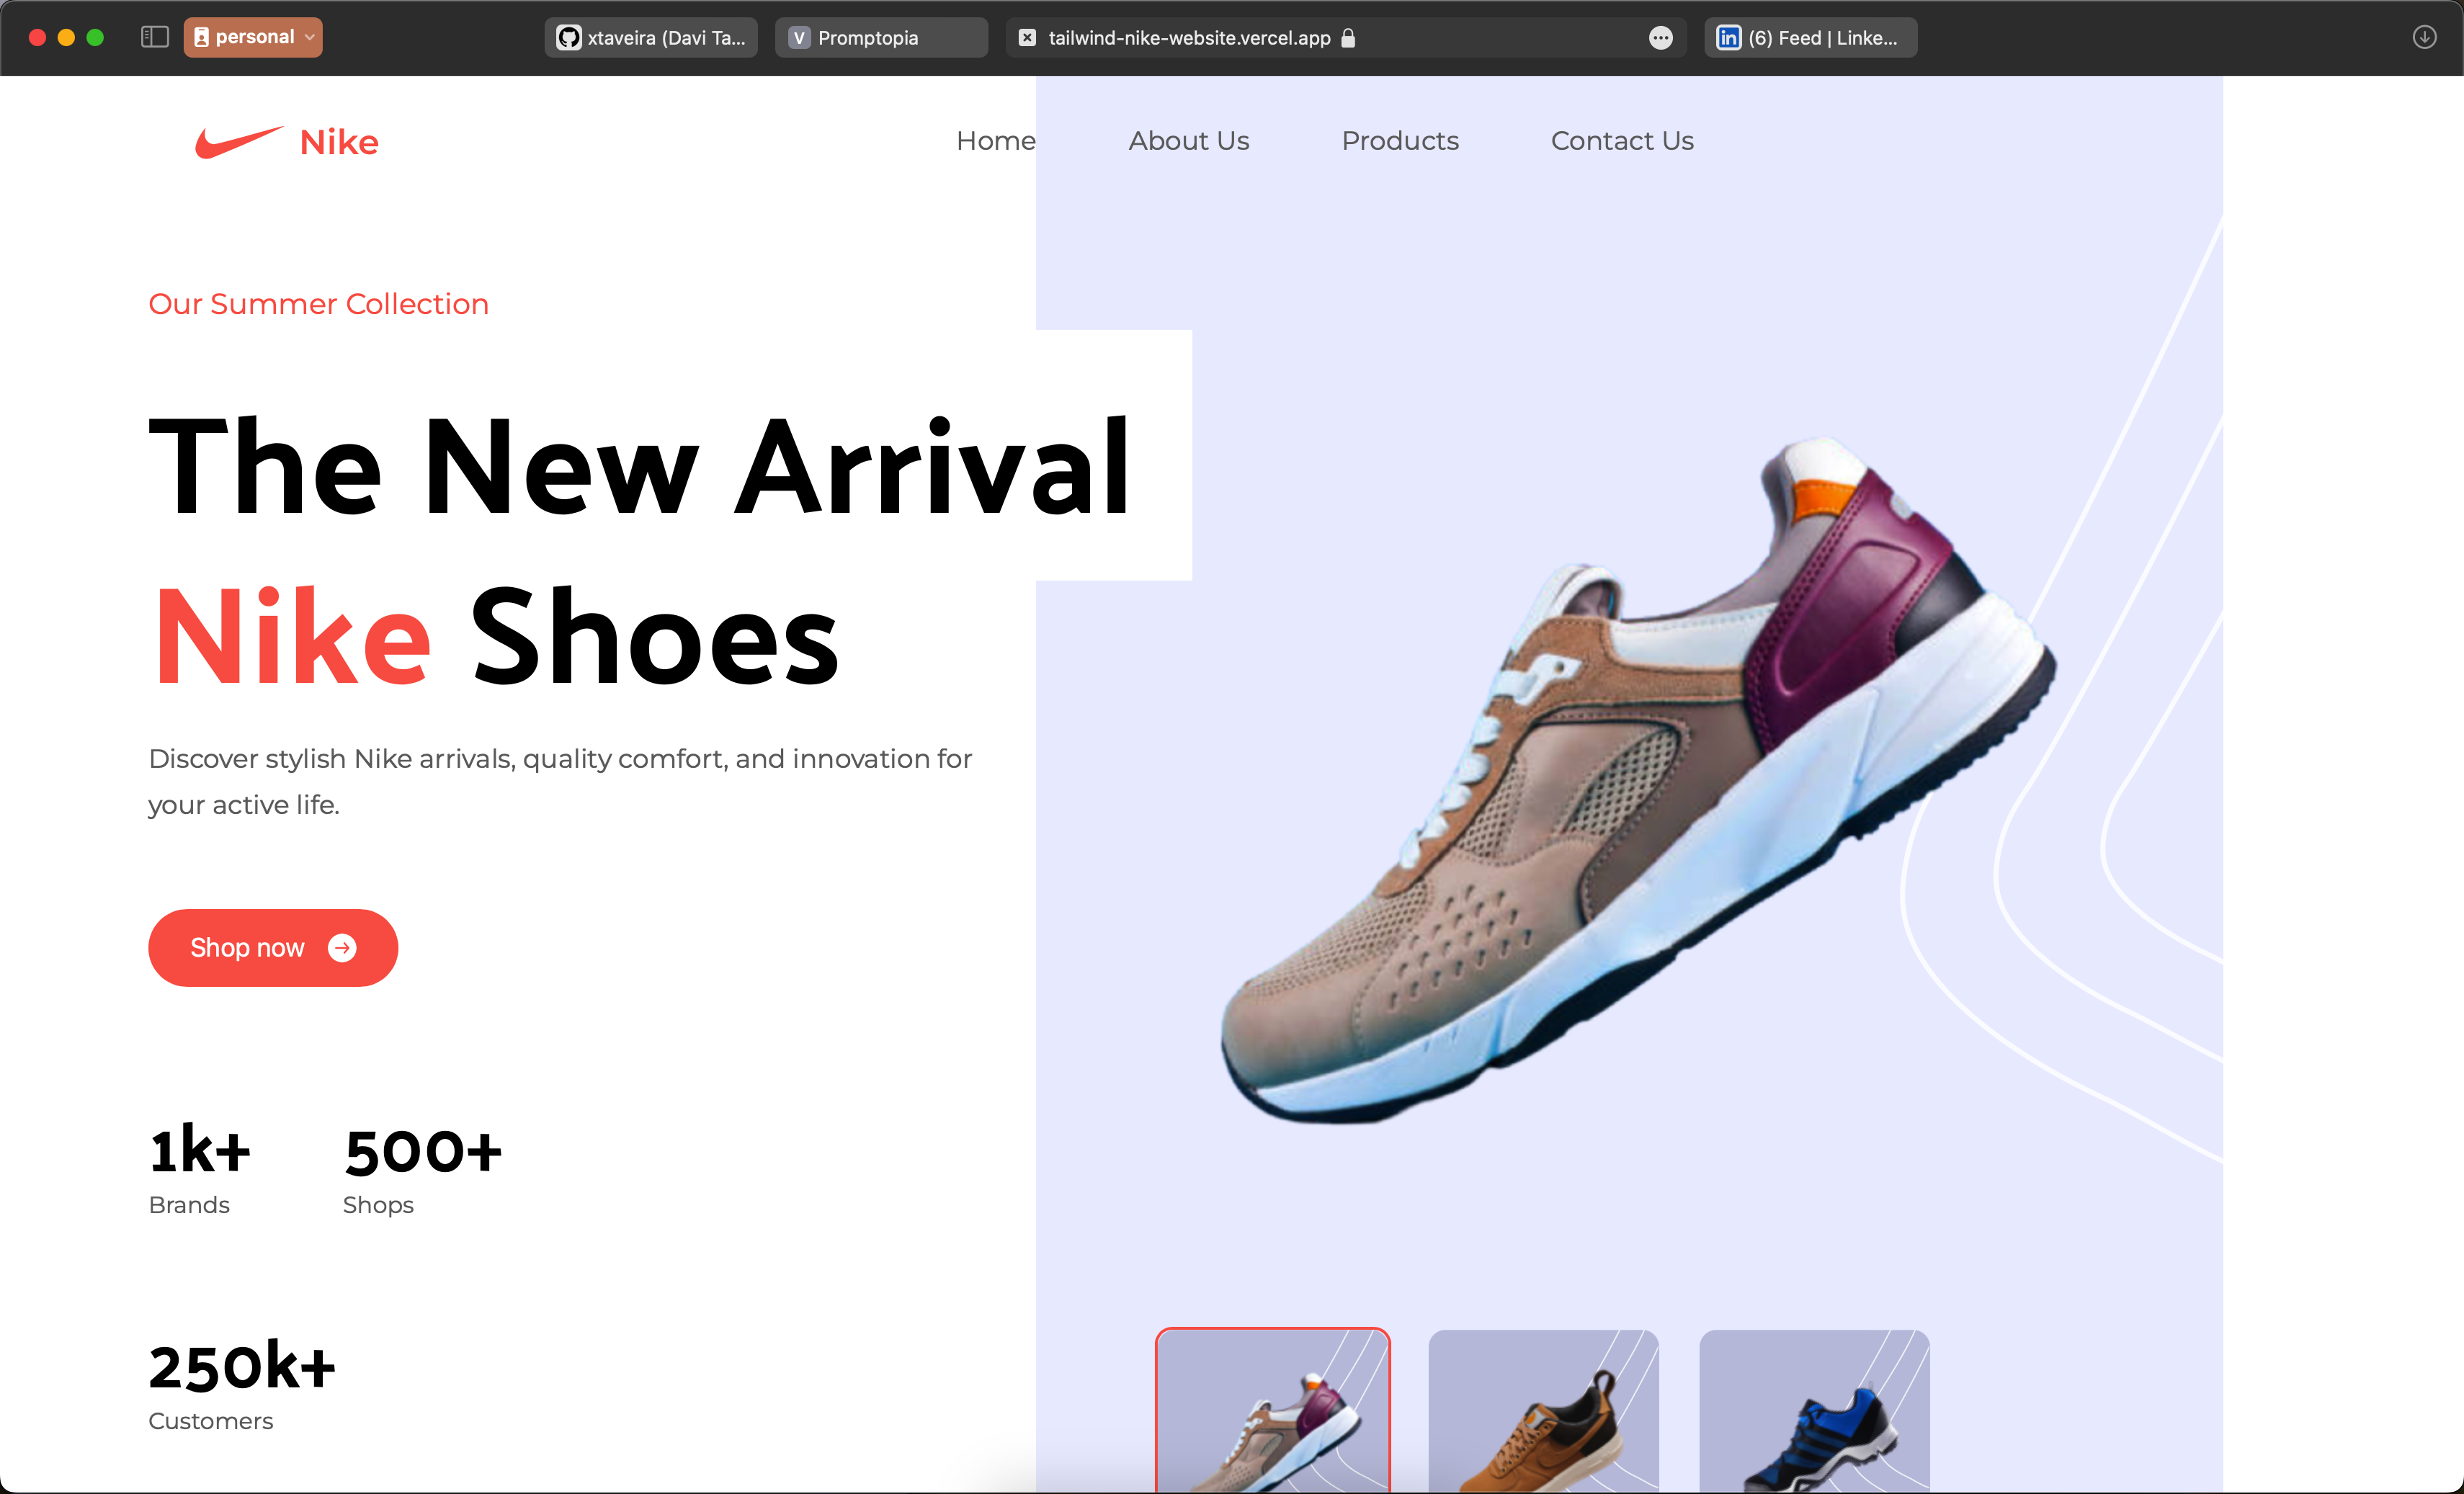 personal
xtaveira (Davi Ta...
V Promptopia
tailwind-nike-website.vercel.app
in (6) Feed | Linke...
Nike
Home About Us Products Contact Us
Our Summer Collection
The New Arrival
Nike Shoes
Discover stylish Nike arrivals, quality comfort, and innovation for
your active life.
Shop now
1k+ 500+
Brands Shops
250k+
Customers